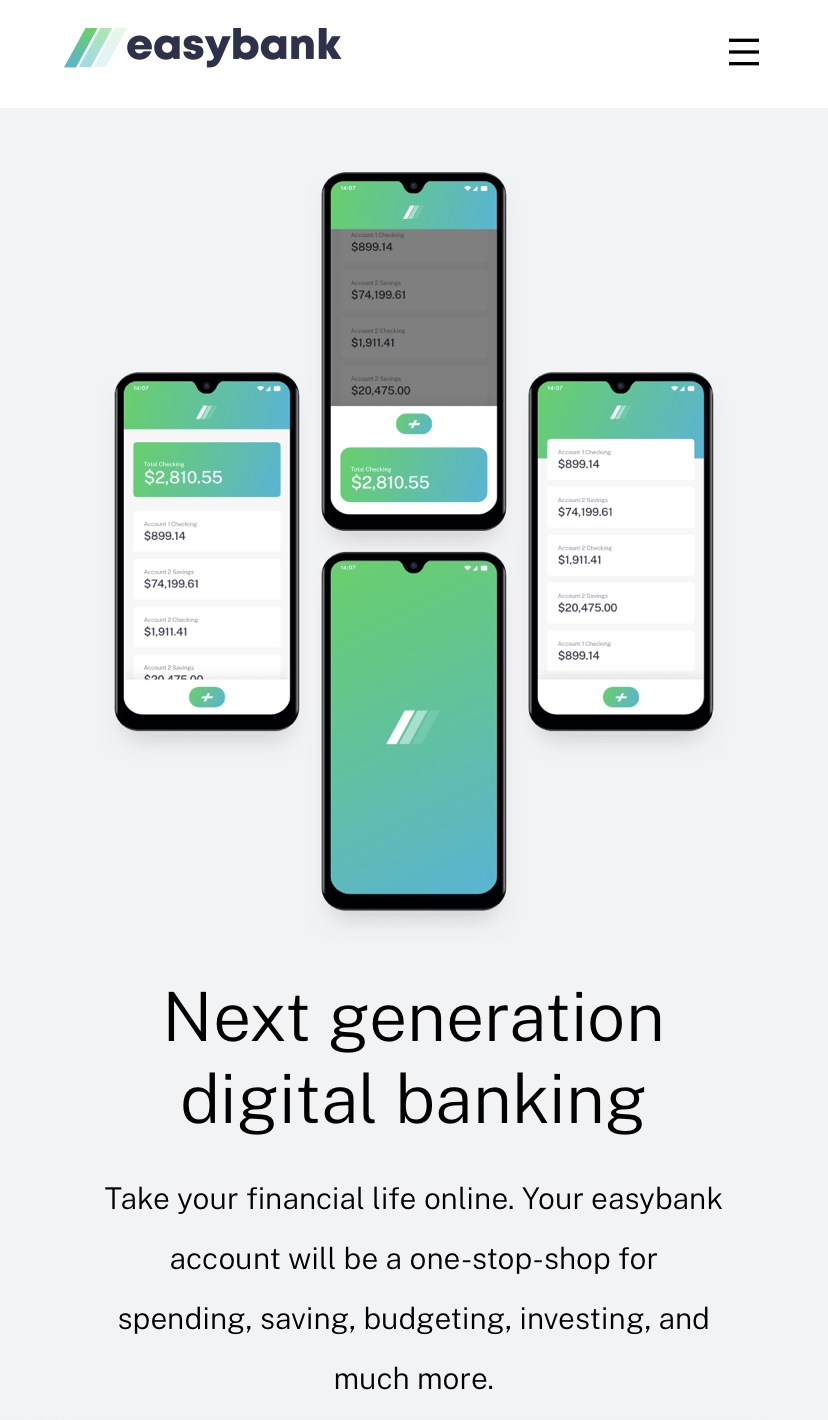 easybank
14:07
Account 1 Checking
$899.14
Account 2 Savings
$74,199.61
Account 2 Checking
$1,911.41
Account 2 Savings
$20,475.00
Total Checking
$2,810.55
14:07
Total Checking
$2,810.55
Account 1 Checking
$899.14
Account 2 Savings
$74,199.61
Account 2 Checking
$1,911.41
Account 2 Savings
$20,475.00
14:07
Account 1 Checking
$899.14
Account 2 Savings
$74,199.61
Account 2 Checking
$1,911.41
Account 2 Savings
$20,475.00
Account 1 Checking
$899.14
14:07
Next generation
digital banking
Take your financial life online. Your easybank
account will be a one-stop-shop for
spending, saving, budgeting, investing, and
much more.